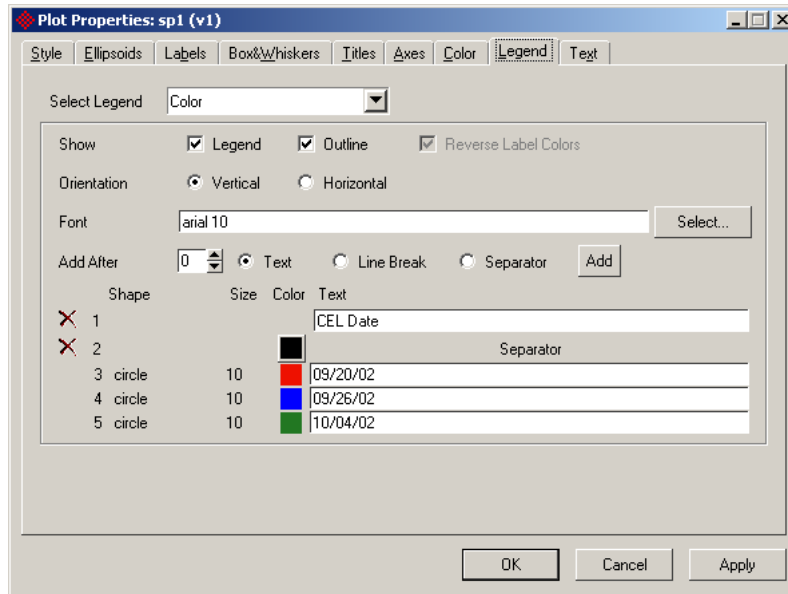 Plot Properties: sp1 (v1)
Style Ellipsoids Labels Box&Whiskers Titles Axes Color Legend Text
Select Legend Color
Show Legend Outline Reverse Label Colors
Orientation Vertical Horizontal
Font arial 10 Select...
Add After 0 Text Line Break Separator Add
Shape Size Color Text
1 CEL Date
2 Separator
3 circle 10 09/20/02
4 circle 10 09/26/02
5 circle 10 10/04/02
OK Cancel Apply